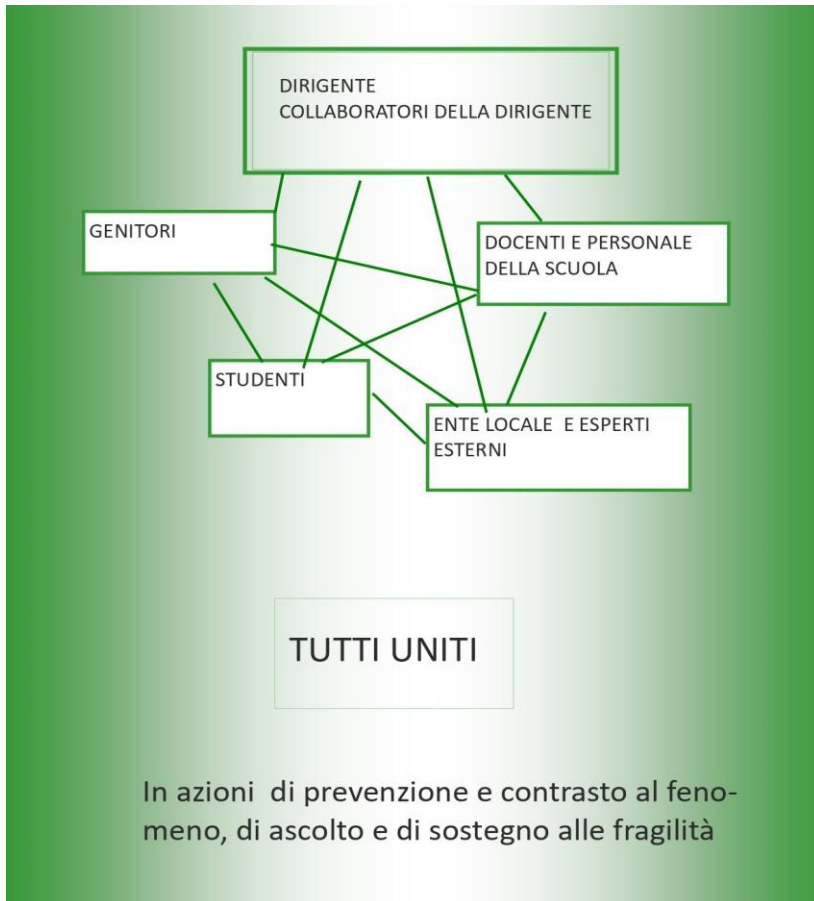 DIRIGENTE
COLLABORATORI DELLA DIRIGENTE
GENITORI
DOCENTI E PERSONALE
DELLA SCUOLA
STUDENTI
ENTE LOCALE  E ESPERTI
ESTERNI
TUTTI UNITI
In azioni  di prevenzione e contrasto al feno-
meno, di ascolto e di sostegno alle fragilità